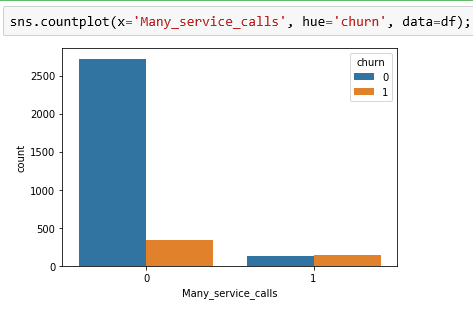 sns.countplot(x='Many_service_calls', hue='churn', data=df);
churn
0
1
2500
2000
1500
1000
500
0
count
0 1
Many_service_calls